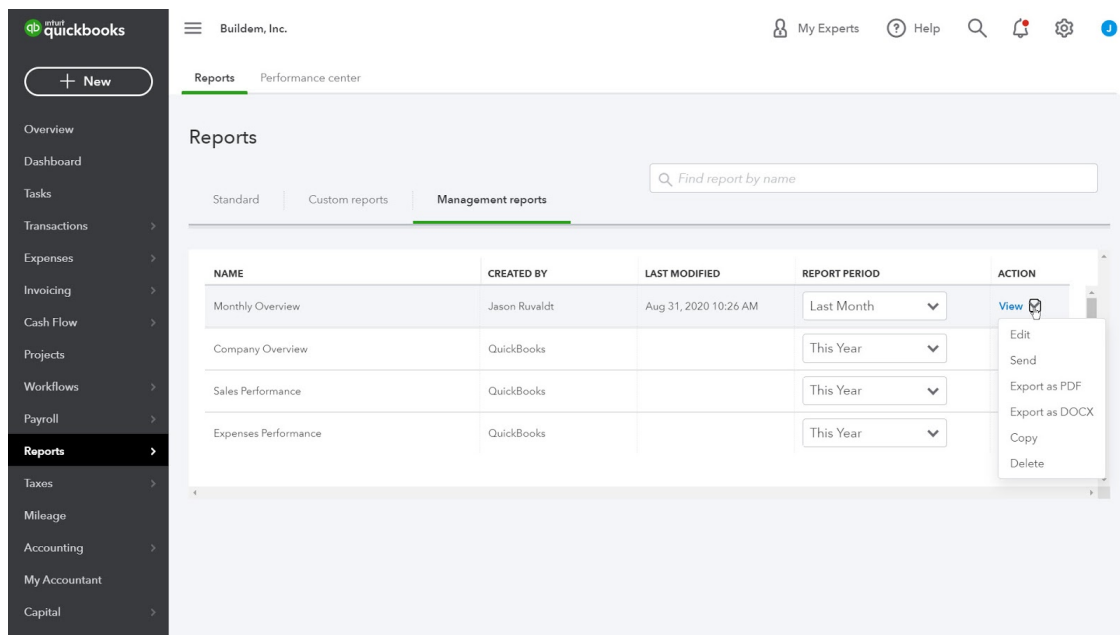 intuit
qb quickbooks
Buildem, Inc.
My Experts
? Help
J
+ New
Overview
Dashboard
Tasks
Transactions
Expenses
Invoicing
Cash Flow
Projects
Workflows
Payroll
Reports
Taxes
Mileage
Accounting
My Accountant
Capital
Reports Performance center
Reports
Find report by name
Standard Custom reports Management reports
NAME CREATED BY LAST MODIFIED REPORT PERIOD ACTION
Monthly Overview Jason Ruvaldt Aug 31, 2020 10:26 AM Last Month View
Company Overview QuickBooks This Year
Sales Performance QuickBooks This Year
Expenses Performance QuickBooks This Year
Edit
Send
Export as PDF
Export as DOCX
Copy
Delete